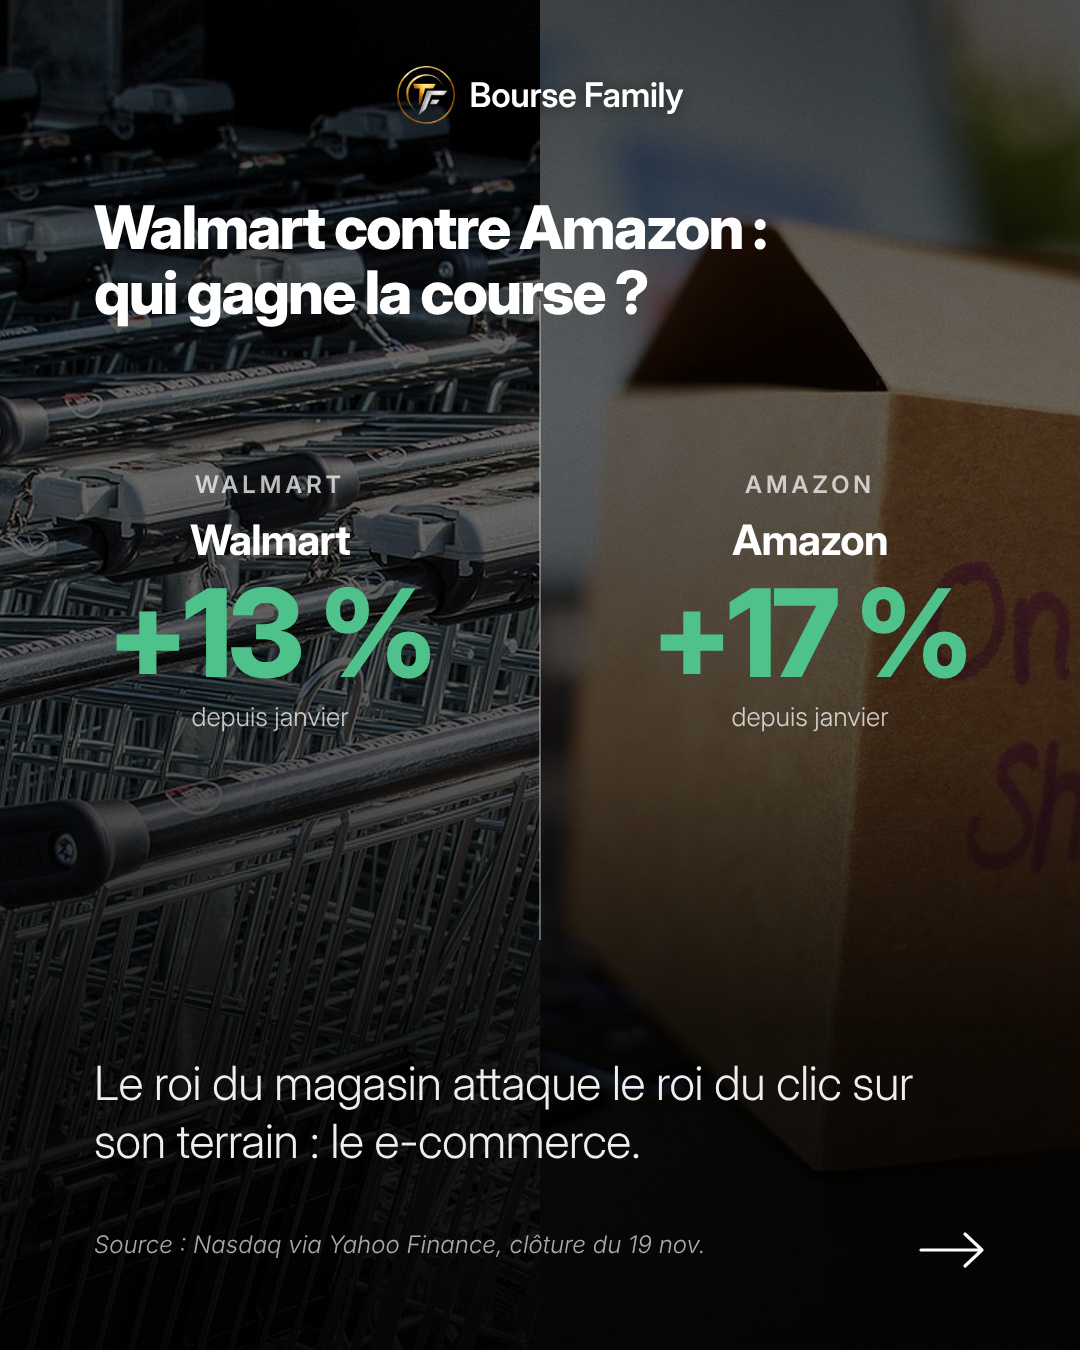 Bourse Family
Walmart contre Amazon :
qui gagne la course ?
WALMART
Walmart
+13 %
depuis janvier
AMAZON
Amazon
+17 %
depuis janvier
On
Sh
Le roi du magasin attaque le roi du clic sur
son terrain : le e-commerce.
Source : Nasdaq via Yahoo Finance, clôture du 19 nov.